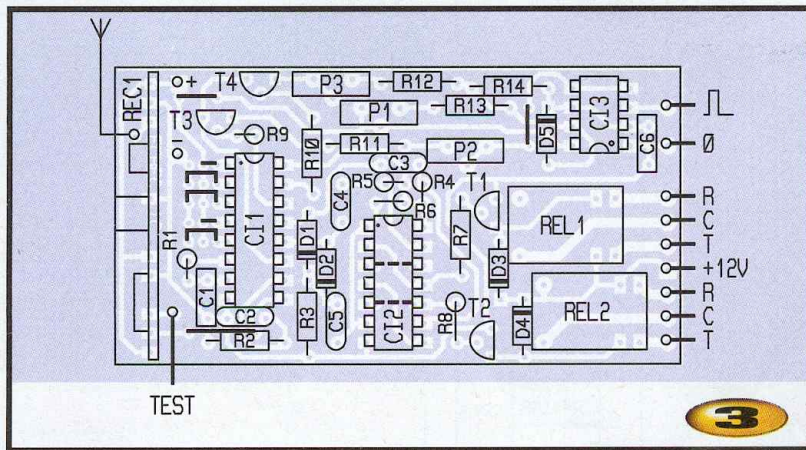 REC1
+
T4
P3
R12
R14
CI3
T3
P1
R13
D5
C6
Ø
-
R9
R10
R11
C3
P2
R5
R4
T1
CI1
C4
R6
R7
REL1
R
C
T
+12V
R
C
T
R1
D1
D2
D3
C1
C2
R3
C5
CI2
R8
T2
D4
REL2
R2
TEST
3